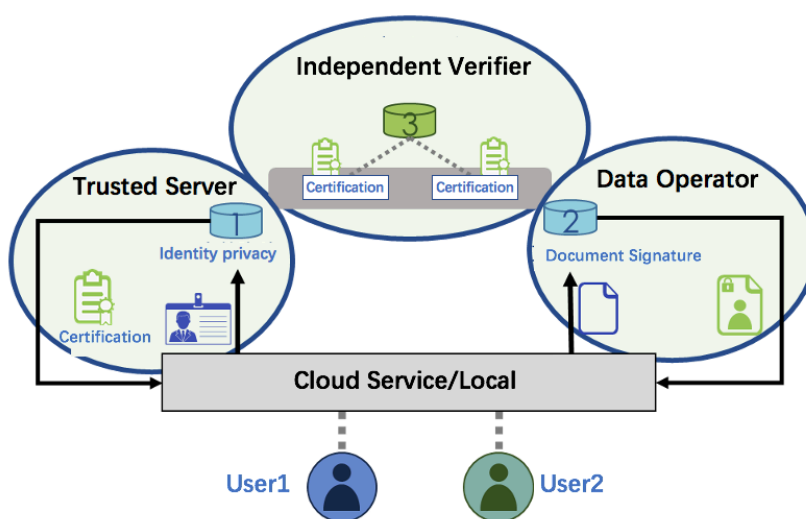 Independent Verifier
3
Certification
Certification
Trusted Server
1
Identity privacy
Certification
Data Operator
2
Document Signature
Cloud Service/Local
User1
User2